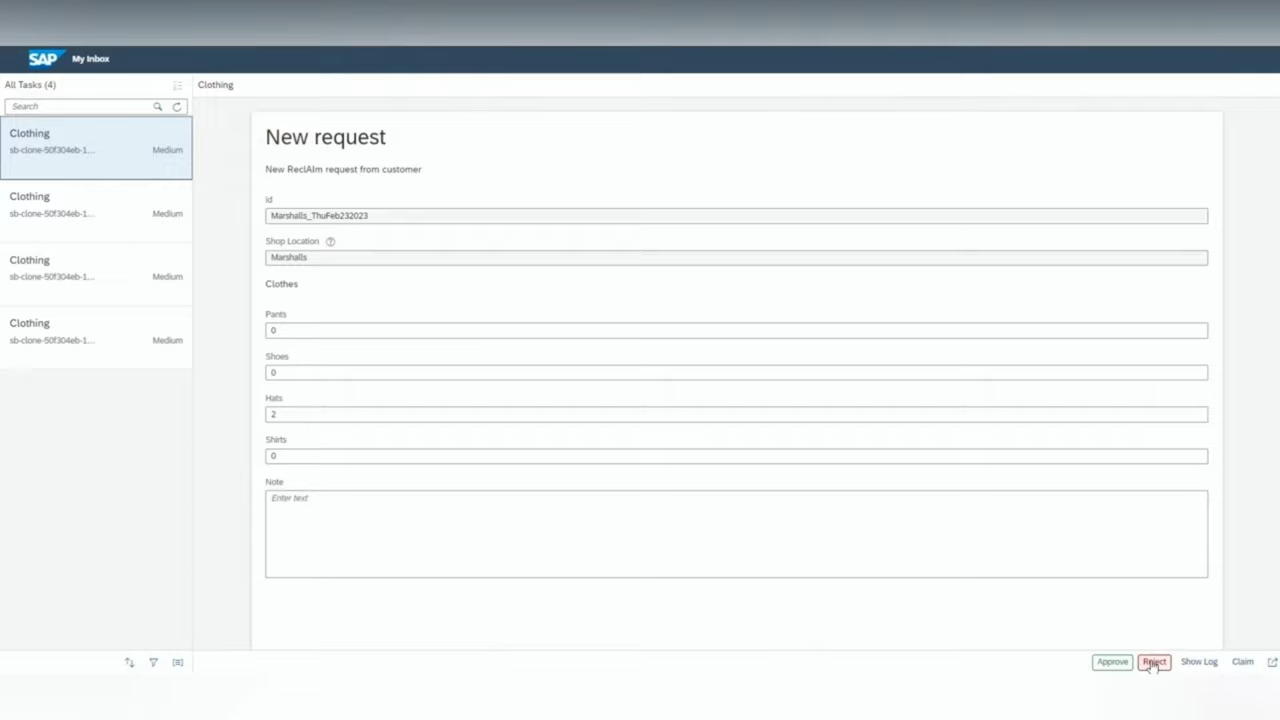 SAP My Inbox
All Tasks (4)
Search
Clothing
sb-clone-50f304eb-1... Medium
Clothing
sb-clone-50f304eb-1... Medium
Clothing
sb-clone-50f304eb-1... Medium
Clothing
sb-clone-50f304eb-1... Medium
Clothing
New request
New ReclAIm request from customer
Id
Marshalls_ThuFeb232023
Shop Location
Marshalls
Clothes
Pants
0
Shoes
0
Hats
2
Shirts
0
Note
Enter text
Approve Reject Show Log Claim